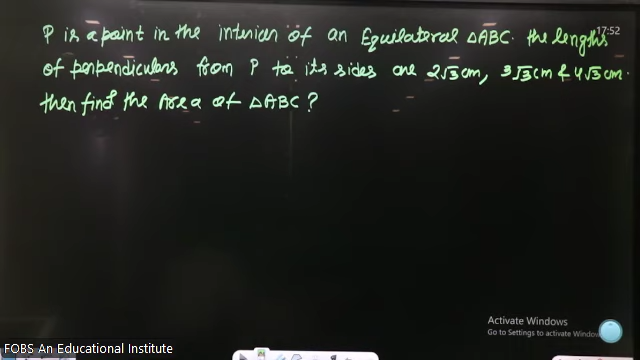 P is a point in the interior of an Equilateral △ABC. the lengths
17:52
of perpendiculars from P to its sides are 2√3 cm, 3√3 cm & 4√3 cm.
then find the Area of △ABC ?
Activate Windows
Go to Settings to activate Windows
FOBS An Educational Institute